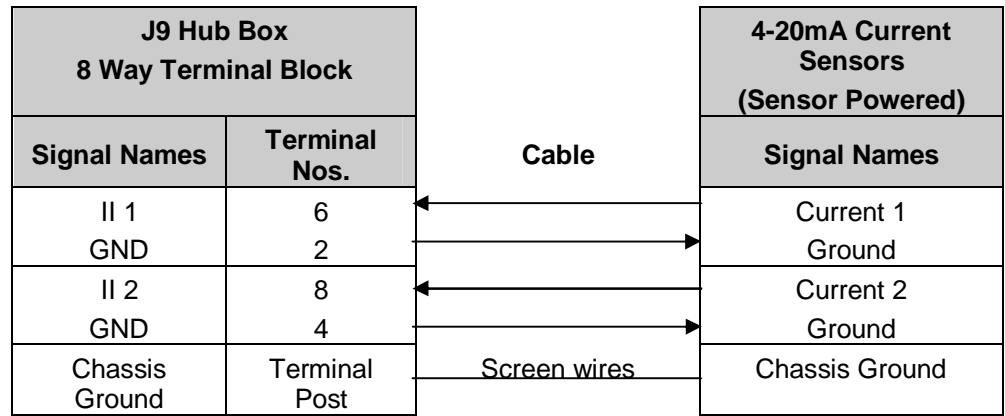 J9 Hub Box
8 Way Terminal Block
4-20mA Current
Sensors
(Sensor Powered)
Signal Names
Terminal
Nos.
Cable
Signal Names
II 1
6
Current 1
GND
2
Ground
II 2
8
Current 2
GND
4
Ground
Chassis
Ground
Terminal
Post
Screen wires
Chassis Ground